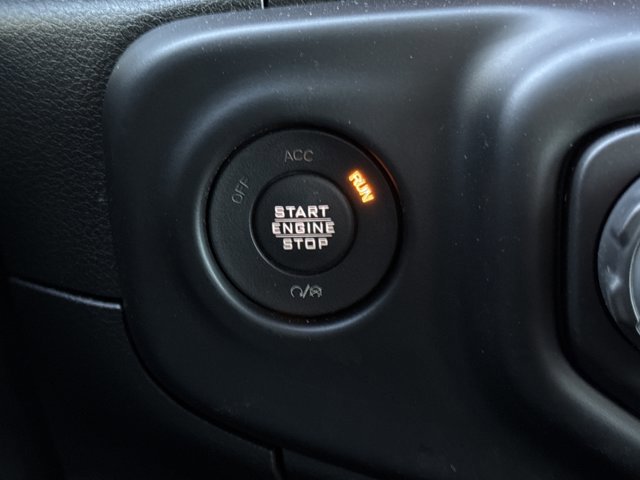 ACC
OFF
RUN
START
ENGINE
STOP